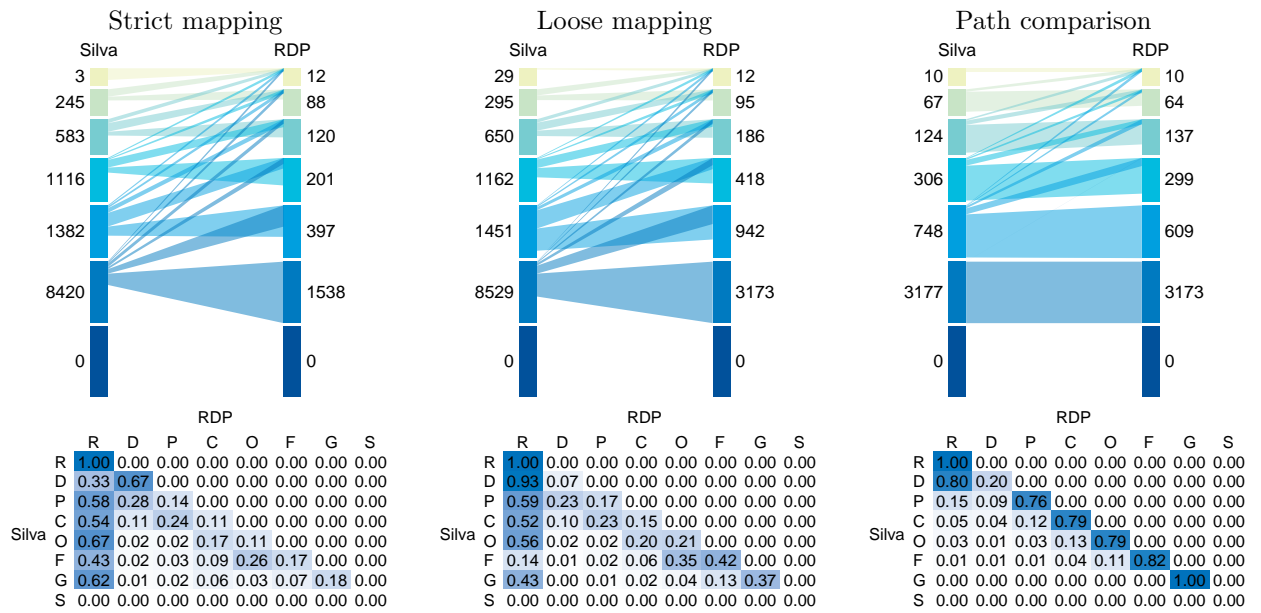 Strict mapping
Silva RDP
3 12
245 88
583 120
1116 201
1382 397
8420 1538
0 0
RDP
R D P C O F G S
R 1.00 0.00 0.00 0.00 0.00 0.00 0.00 0.00
D 0.33 0.67 0.00 0.00 0.00 0.00 0.00 0.00
P 0.58 0.28 0.14 0.00 0.00 0.00 0.00 0.00
C 0.54 0.11 0.24 0.11 0.00 0.00 0.00 0.00
Silva
O 0.67 0.02 0.02 0.17 0.11 0.00 0.00 0.00
F 0.43 0.02 0.03 0.09 0.26 0.17 0.00 0.00
G 0.62 0.01 0.02 0.06 0.03 0.07 0.18 0.00
S 0.00 0.00 0.00 0.00 0.00 0.00 0.00 0.00
Loose mapping
Silva RDP
29 12
295 95
650 186
1162 418
1451 942
8529 3173
0 0
RDP
R D P C O F G S
R 1.00 0.00 0.00 0.00 0.00 0.00 0.00 0.00
D 0.93 0.07 0.00 0.00 0.00 0.00 0.00 0.00
P 0.59 0.23 0.17 0.00 0.00 0.00 0.00 0.00
C 0.52 0.10 0.23 0.15 0.00 0.00 0.00 0.00
Silva
O 0.56 0.02 0.02 0.20 0.21 0.00 0.00 0.00
F 0.14 0.01 0.02 0.06 0.35 0.42 0.00 0.00
G 0.43 0.00 0.01 0.02 0.04 0.13 0.37 0.00
S 0.00 0.00 0.00 0.00 0.00 0.00 0.00 0.00
Path comparison
Silva RDP
10 10
67 64
124 137
306 299
748 609
3177 3173
0 0
RDP
R D P C O F G S
R 1.00 0.00 0.00 0.00 0.00 0.00 0.00 0.00
D 0.80 0.20 0.00 0.00 0.00 0.00 0.00 0.00
P 0.15 0.09 0.76 0.00 0.00 0.00 0.00 0.00
C 0.05 0.04 0.12 0.79 0.00 0.00 0.00 0.00
Silva
O 0.03 0.01 0.03 0.13 0.79 0.00 0.00 0.00
F 0.01 0.01 0.01 0.04 0.11 0.82 0.00 0.00
G 0.00 0.00 0.00 0.00 0.00 0.00 1.00 0.00
S 0.00 0.00 0.00 0.00 0.00 0.00 0.00 0.00